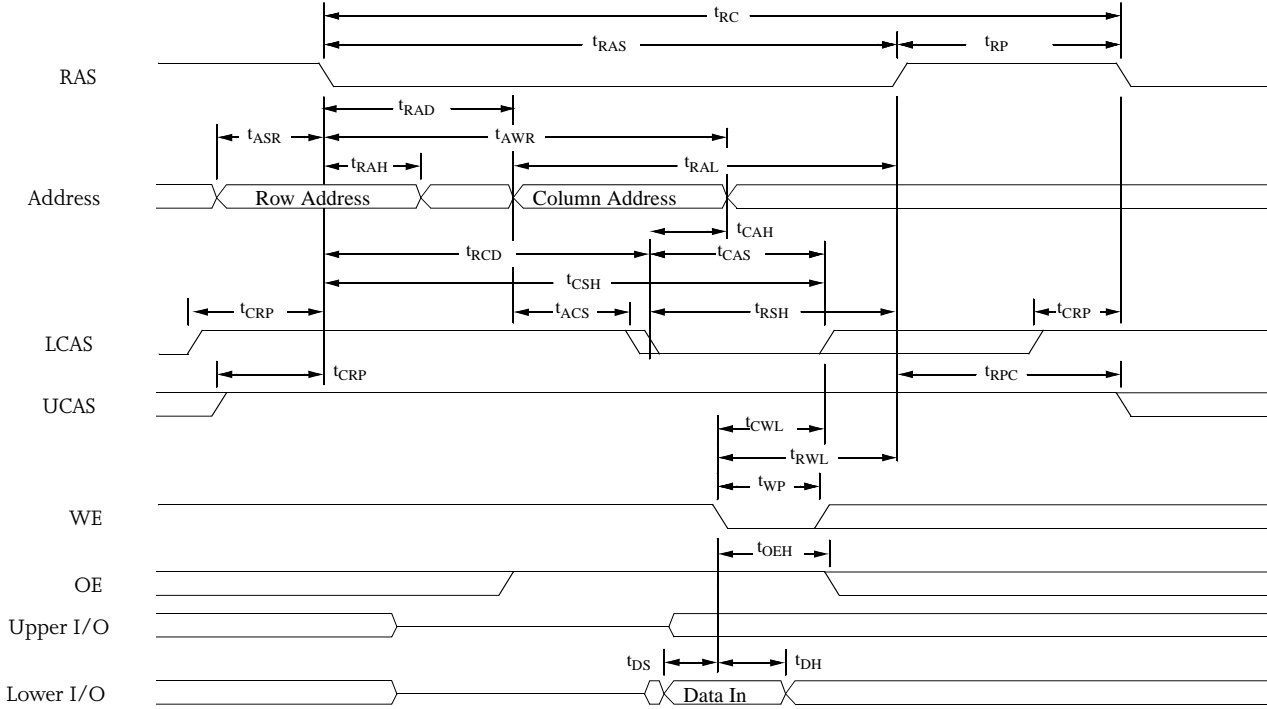 tRC
tRAS tRP
RAS
tRAD
tASR tAWR
tRAH tRAL
Address Row Address Column Address
tCAH
tRCD tCAS
tCSH
tCRP tACS tRSH tCRP
LCAS
tCRP tRPC
UCAS
tCWL
tRWL
tWP
WE
tOEH
OE
Upper I/O
tDS tDH
Lower I/O Data In